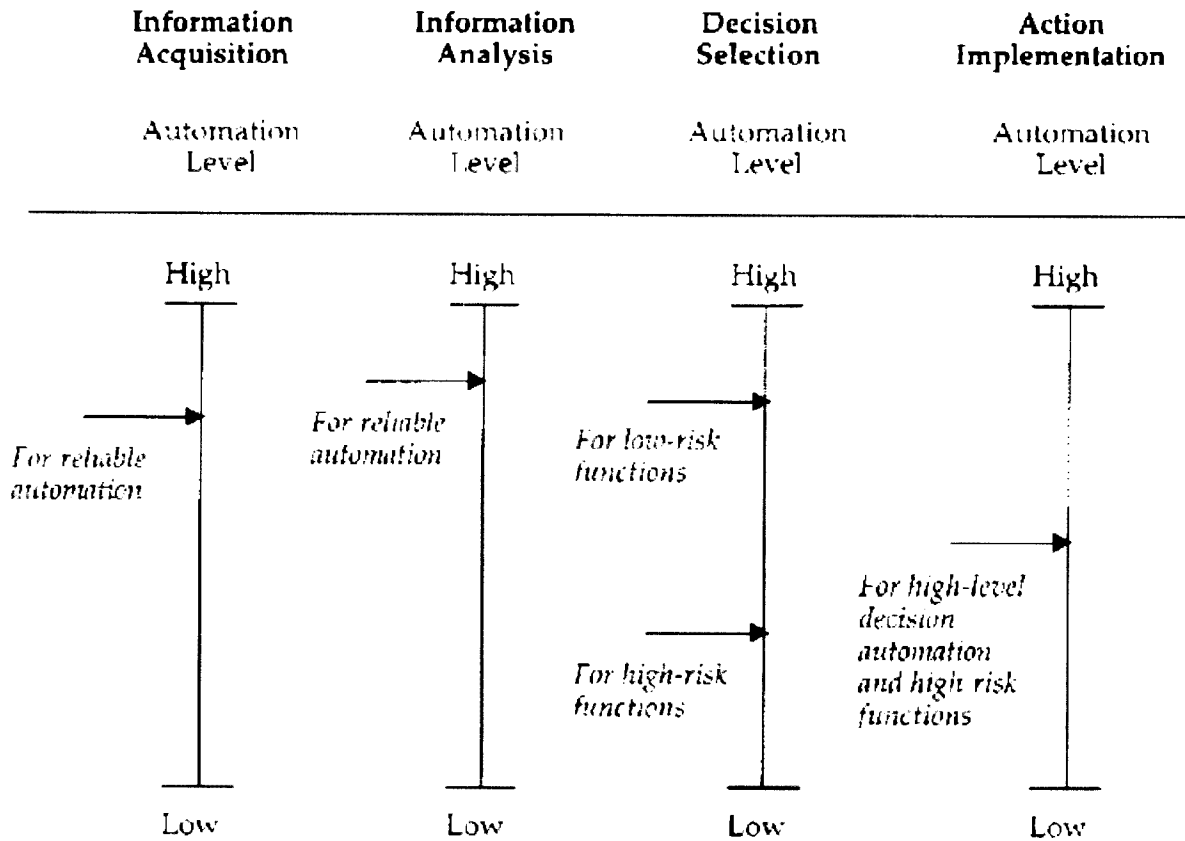 Information
Acquisition
Information
Analysis
Decision
Selection
Action
Implementation
Automation
Level
Automation
Level
Automation
Level
Automation
Level
High
High
High
High
For reliable
automation
For reliable
automation
For low-risk
functions
For high-risk
functions
For high-level
decision
automation
and high risk
functions
Low
Low
Low
Low